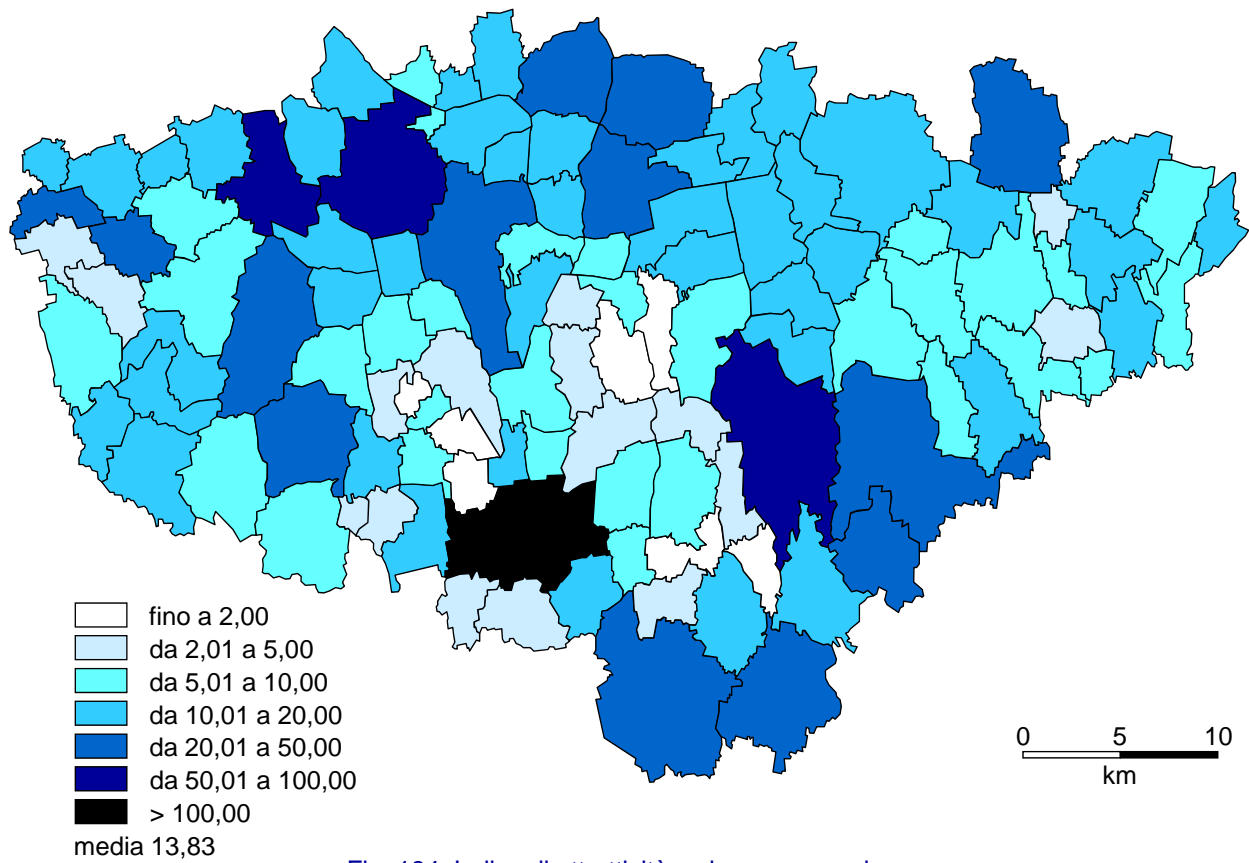 fino a 2,00
da 2,01 a 5,00
da 5,01 a 10,00
da 10,01 a 20,00
da 20,01 a 50,00
da 50,01 a 100,00
> 100,00
media 13,83
0 5 10
km